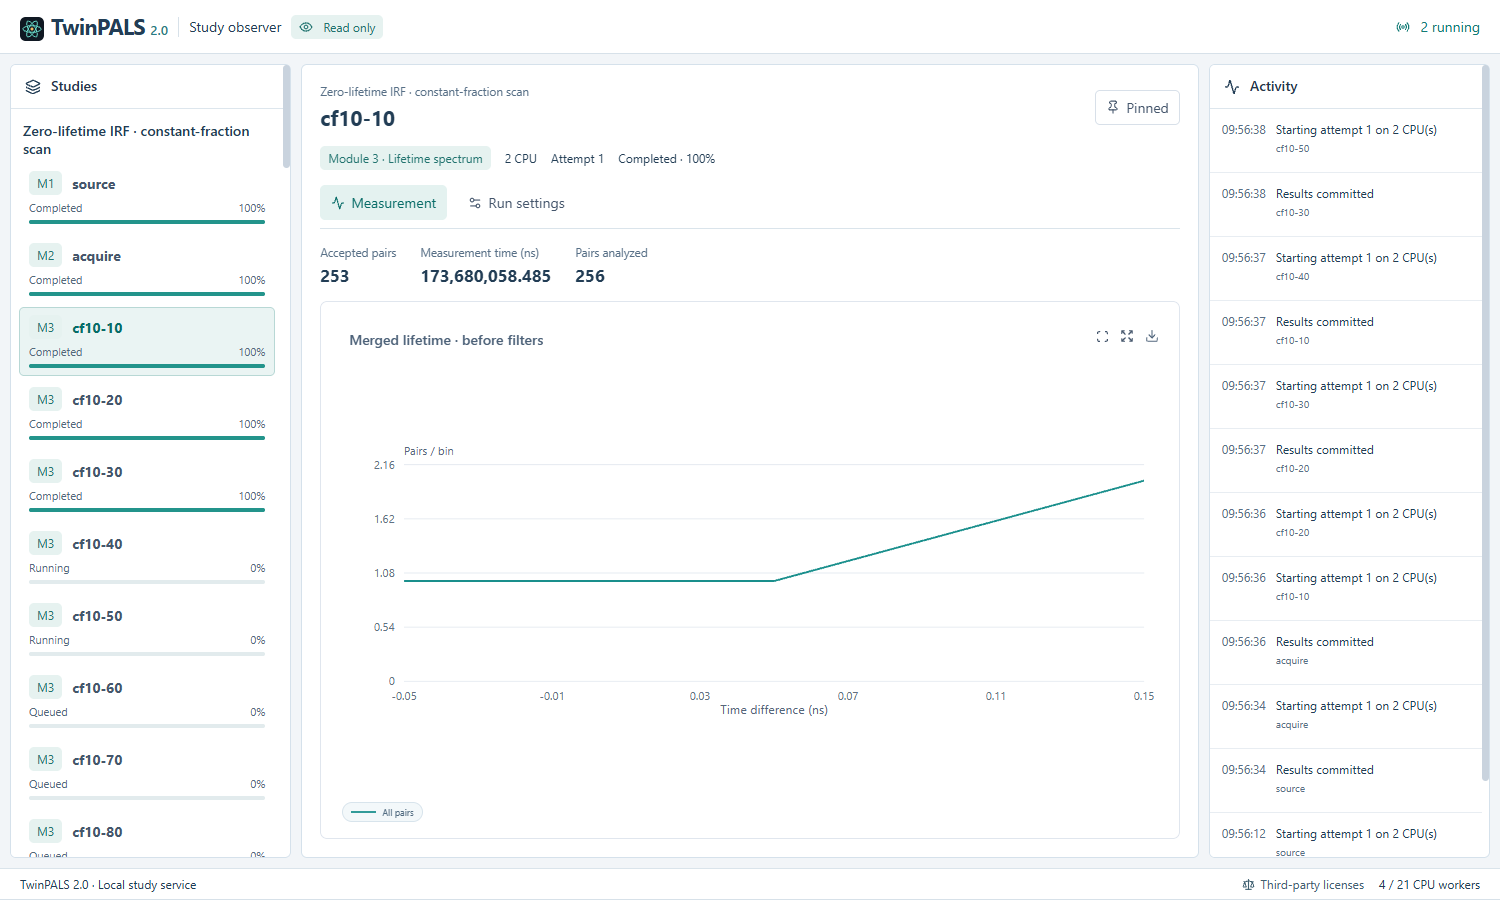 TwinPALS 2.0
Study observer
Read only
2 running
Studies
Zero-lifetime IRF · constant-fraction
scan
M1 source
Completed 100%
M2 acquire
Completed 100%
M3 cf10-10
Completed 100%
M3 cf10-20
Completed 100%
M3 cf10-30
Completed 100%
M3 cf10-40
Running 0%
M3 cf10-50
Running 0%
M3 cf10-60
Queued 0%
M3 cf10-70
Queued 0%
M3 cf10-80
Queued 0%
Zero-lifetime IRF · constant-fraction scan
cf10-10
Pinned
Module 3 · Lifetime spectrum 2 CPU Attempt 1 Completed · 100%
Measurement Run settings
Accepted pairs Measurement time (ns) Pairs analyzed
253 173,680,058.485 256
Merged lifetime · before filters
Pairs / bin
2.16
1.62
1.08
0.54
0
-0.05 -0.01 0.03 0.07 0.11 0.15
Time difference (ns)
All pairs
Activity
09:56:38 Starting attempt 1 on 2 CPU(s)
cf10-50
09:56:38 Results committed
cf10-30
09:56:37 Starting attempt 1 on 2 CPU(s)
cf10-40
09:56:37 Results committed
cf10-10
09:56:37 Starting attempt 1 on 2 CPU(s)
cf10-30
09:56:37 Results committed
cf10-20
09:56:36 Starting attempt 1 on 2 CPU(s)
cf10-20
09:56:36 Starting attempt 1 on 2 CPU(s)
cf10-10
09:56:36 Results committed
acquire
09:56:34 Starting attempt 1 on 2 CPU(s)
acquire
09:56:34 Results committed
source
09:56:12 Starting attempt 1 on 2 CPU(s)
source
TwinPALS 2.0 · Local study service
Third-party licenses 4 / 21 CPU workers